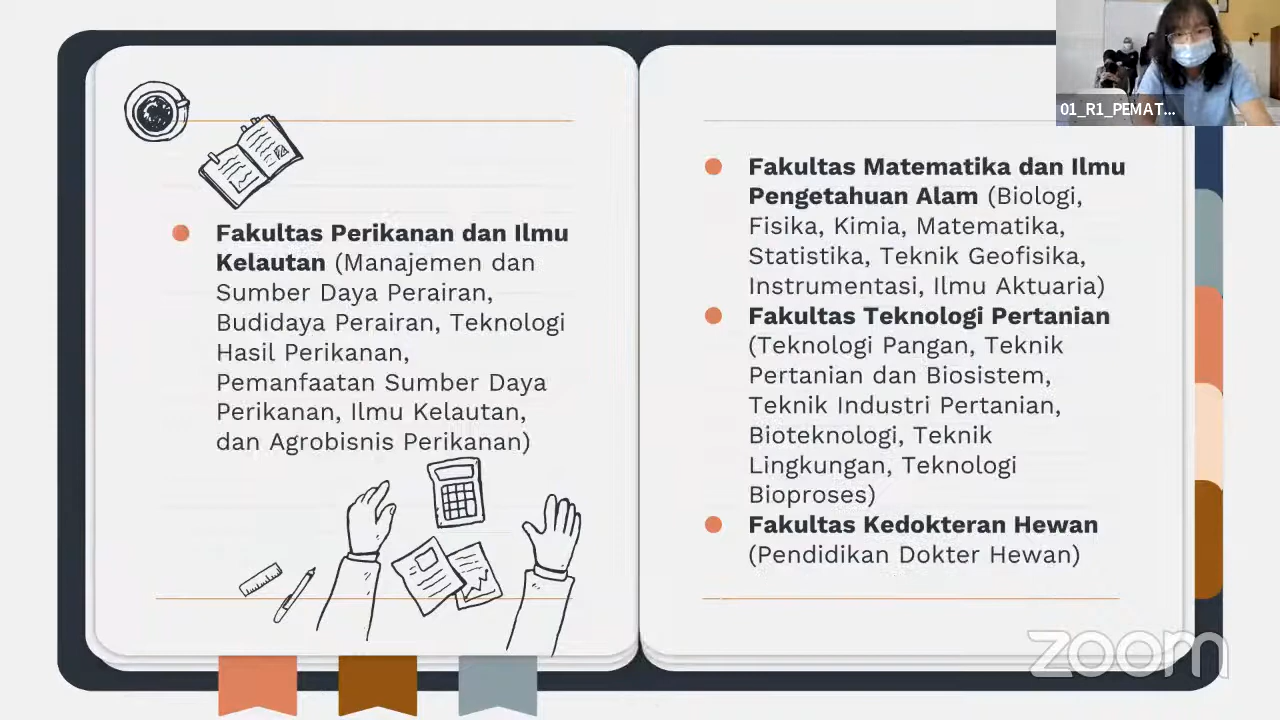 Fakultas Perikanan dan Ilmu
Kelautan (Manajemen dan
Sumber Daya Perairan,
Budidaya Perairan, Teknologi
Hasil Perikanan,
Pemanfaatan Sumber Daya
Perikanan, Ilmu Kelautan,
dan Agrobisnis Perikanan)
Fakultas Matematika dan Ilmu
Pengetahuan Alam (Biologi,
Fisika, Kimia, Matematika,
Statistika, Teknik Geofisika,
Instrumentasi, Ilmu Aktuaria)
Fakultas Teknologi Pertanian
(Teknologi Pangan, Teknik
Pertanian dan Biosistem,
Teknik Industri Pertanian,
Bioteknologi, Teknik
Lingkungan, Teknologi
Bioproses)
Fakultas Kedokteran Hewan
(Pendidikan Dokter Hewan)
01_R1_PEMAT...
zoom